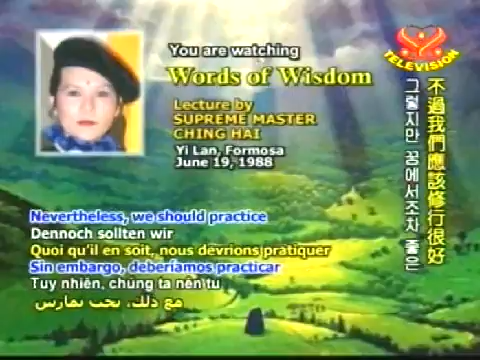 You are watching
Words of Wisdom
Lecture by
SUPREME MASTER
CHING HAI
Yi Lan, Formosa
June 19, 1988
TELEVISION
不過我們應該修行很好
그렇지만 꿈에서조차 좋은
Nevertheless, we should practice
Dennoch sollten wir
Quoi qu'il en soit, nous devrions pratiquer
Sin embargo, deberíamos practicar
Tuy nhiên, chúng ta nên tu
مع ذلك، يجب نمارس